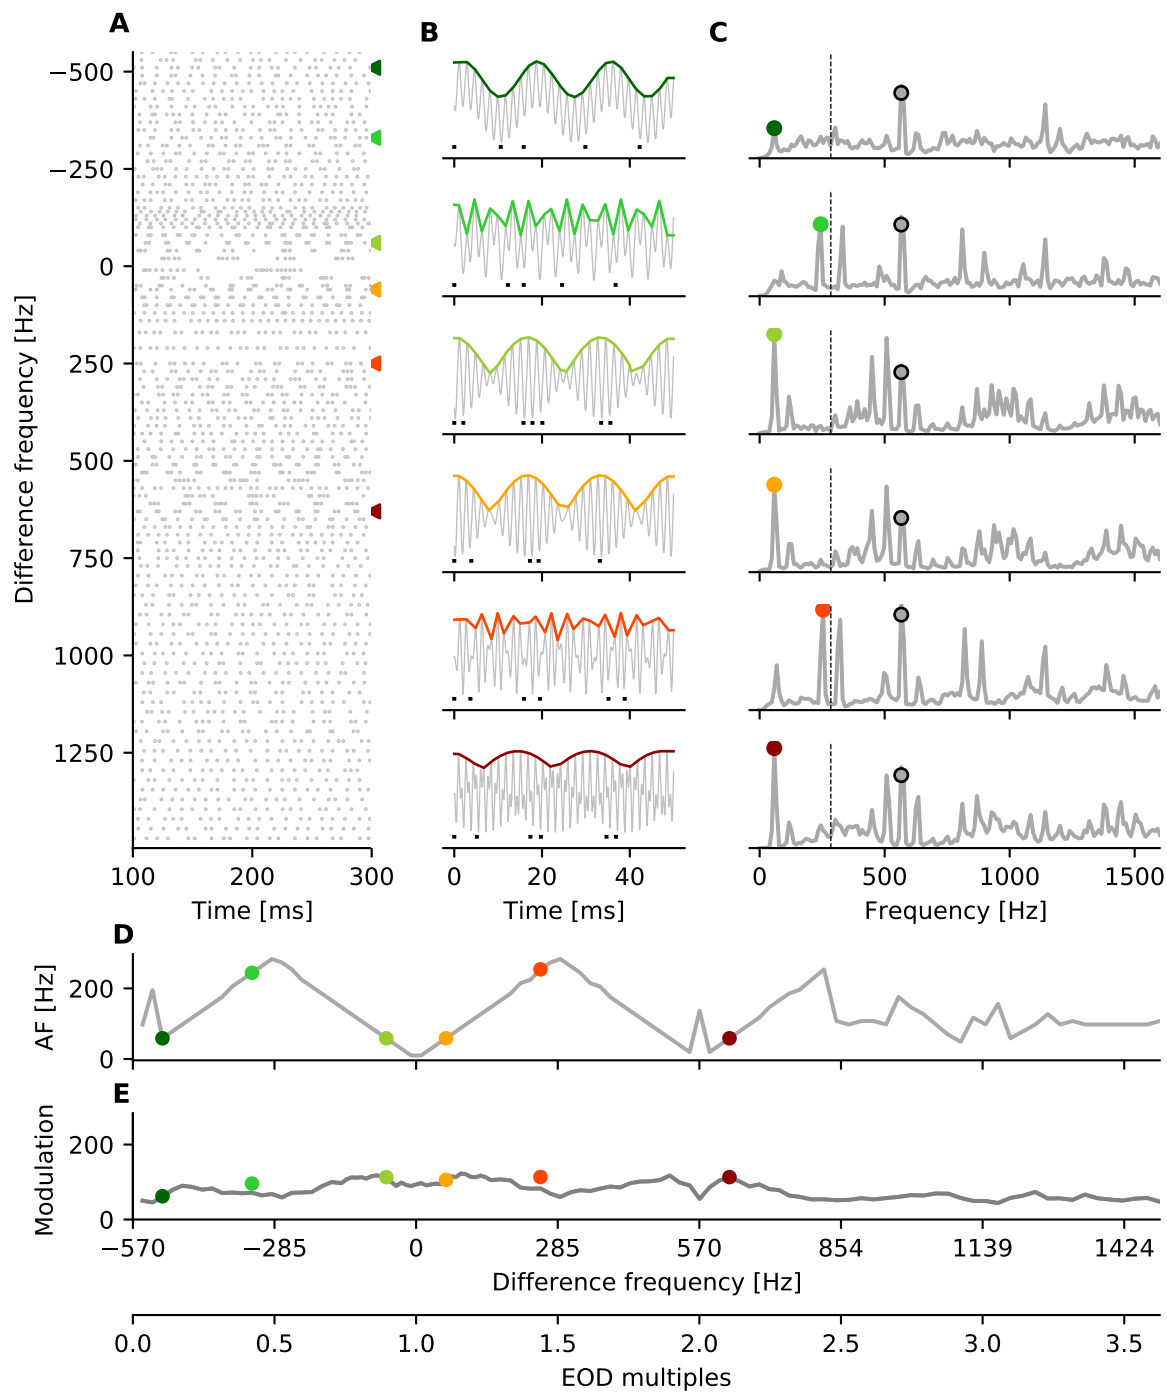 A
B
C
−500
−250
0
250
500
750
1000
1250
Difference frequency [Hz]
100
200
300
Time [ms]
0
20
40
Time [ms]
0
500
1000
1500
Frequency [Hz]
D
AF [Hz]
200
0
E
Modulation
200
0
−570
−285
0
285
570
854
1139
1424
Difference frequency [Hz]
0.0
0.5
1.0
1.5
2.0
2.5
3.0
3.5
EOD multiples